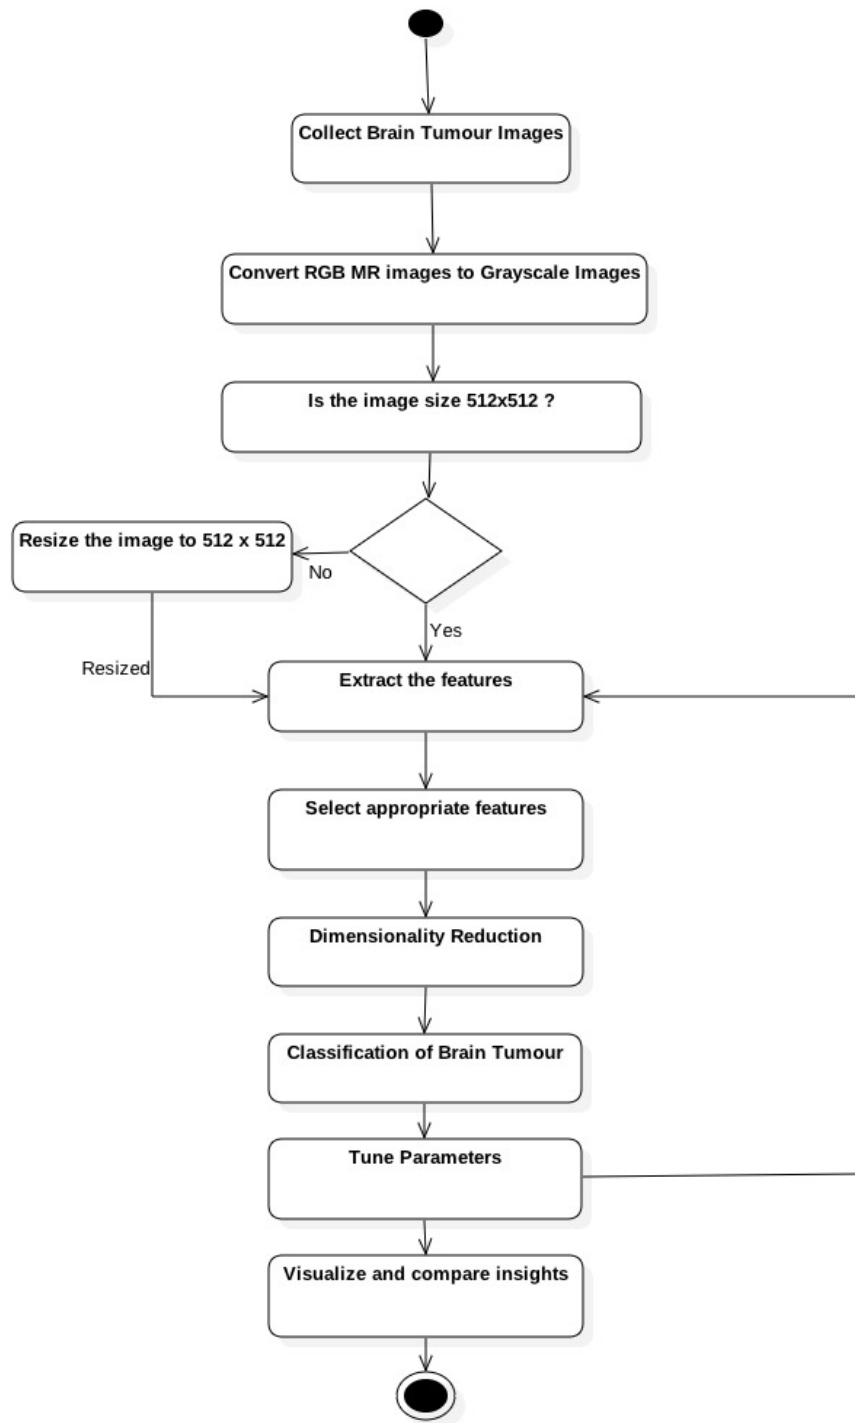 Collect Brain Tumour Images
Convert RGB MR images to Grayscale Images
Is the image size 512x512 ?
Resize the image to 512 x 512
No
Yes
Resized
Extract the features
Select appropriate features
Dimensionality Reduction
Classification of Brain Tumour
Tune Parameters
Visualize and compare insights